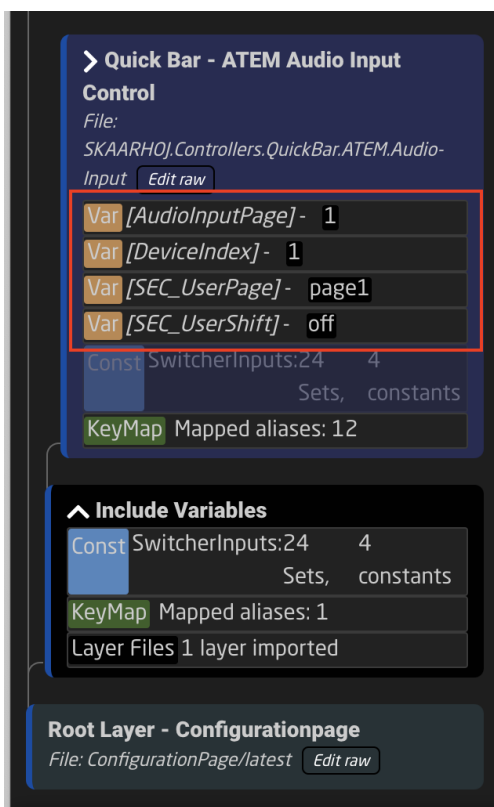 Quick Bar - ATEM Audio Input
Control
File:
SKAARHOJ.Controllers.QuickBar.ATEM.Audio-
Input Edit raw
Var [AudioInputPage] - 1
Var [DeviceIndex] - 1
Var [SEC_UserPage] - page1
Var [SEC_UserShift] - off
Const SwitcherInputs:24 4
Sets, constants
KeyMap Mapped aliases: 12
Include Variables
Const SwitcherInputs:24 4
Sets, constants
KeyMap Mapped aliases: 1
Layer Files 1 layer imported
Root Layer - Configurationpage
File: ConfigurationPage/latest Edit raw